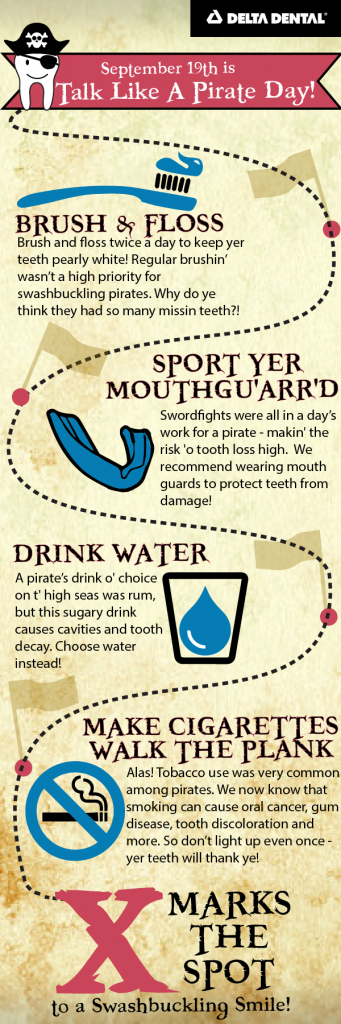 DELTA DENTAL®
September 19th is
Talk Like A Pirate Day!
BRUSH & FLOSS
Brush and floss twice a day to keep yer
teeth pearly white! Regular brushin'
wasn't a high priority for
swashbuckling pirates. Why do ye
think they had so many missin teeth?!
SPORT YER
MOUTHGU'ARR'D
Swordfights were all in a day's
work for a pirate - makin' the
risk 'o tooth loss high. We
recommend wearing mouth
guards to protect teeth from
damage!
DRINK WATER
A pirate's drink o' choice
on t' high seas was rum,
but this sugary drink
causes cavities and tooth
decay. Choose water
instead!
MAKE CIGARETTES
WALK THE PLANK
Alas! Tobacco use was very common
among pirates. We now know that
smoking can cause oral cancer, gum
disease, tooth discoloration and
more. So don't light up even once -
yer teeth will thank ye!
X MARKS
THE
SPOT
to a Swashbuckling Smile!